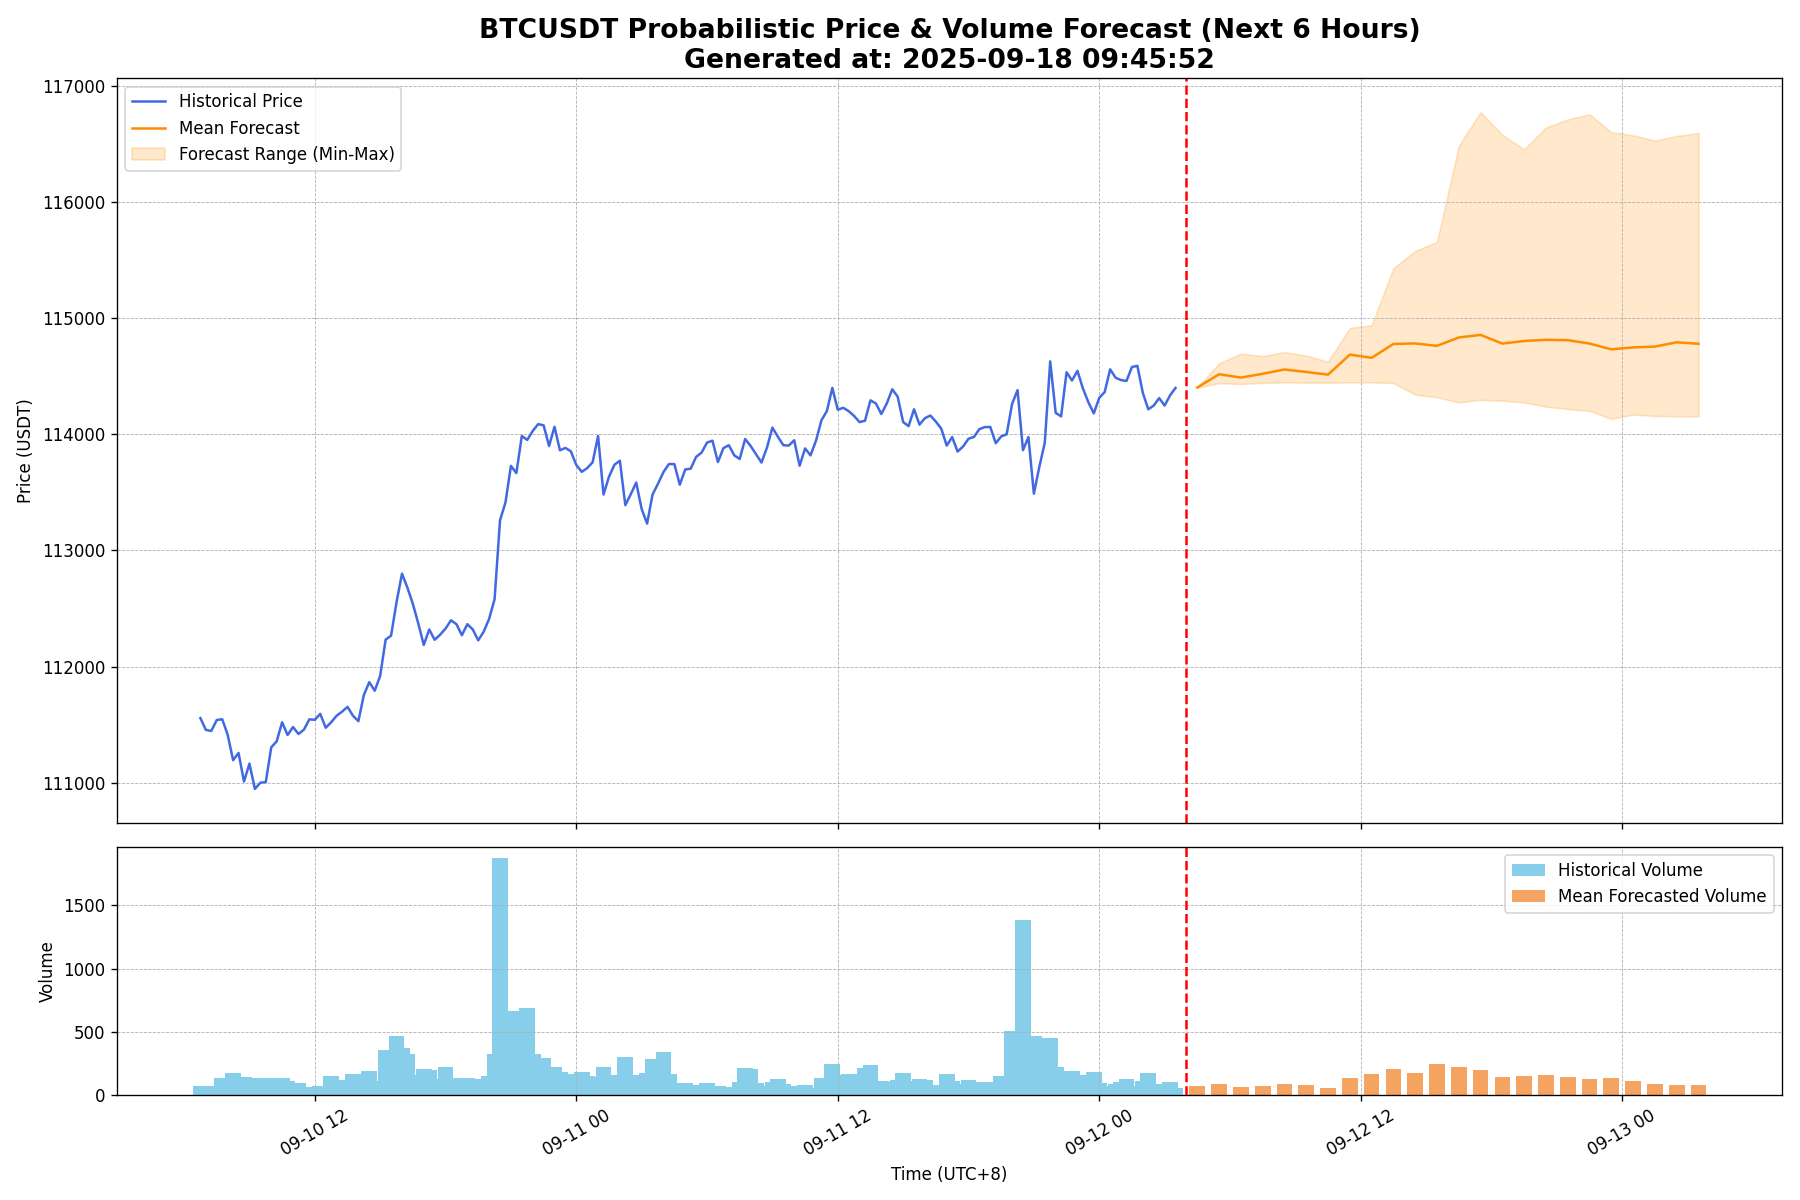 BTCUSDT Probabilistic Price & Volume Forecast (Next 6 Hours)
Generated at: 2025-09-18 09:45:52
Historical Price
Mean Forecast
Forecast Range (Min-Max)
117000
116000
115000
114000
113000
112000
111000
Price (USDT)
Historical Volume
Mean Forecasted Volume
1500
1000
500
0
Volume
09-10 12
09-11 00
09-11 12
09-12 00
09-12 12
09-13 00
Time (UTC+8)